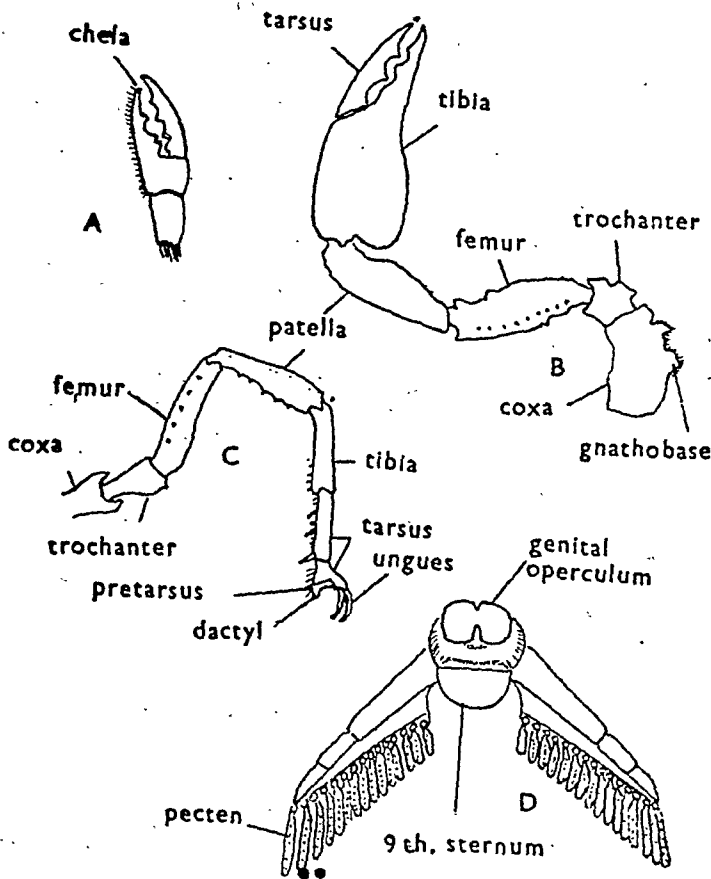 tarsus
chela
tibia
A
trochanter
femur
patella
B
femur
coxa
coxa
C
tibia
gnathobase
trochanter
tarsus
ungues
genital
operculum
pretarsus
dactyl
pecten
D
9 th. sternum